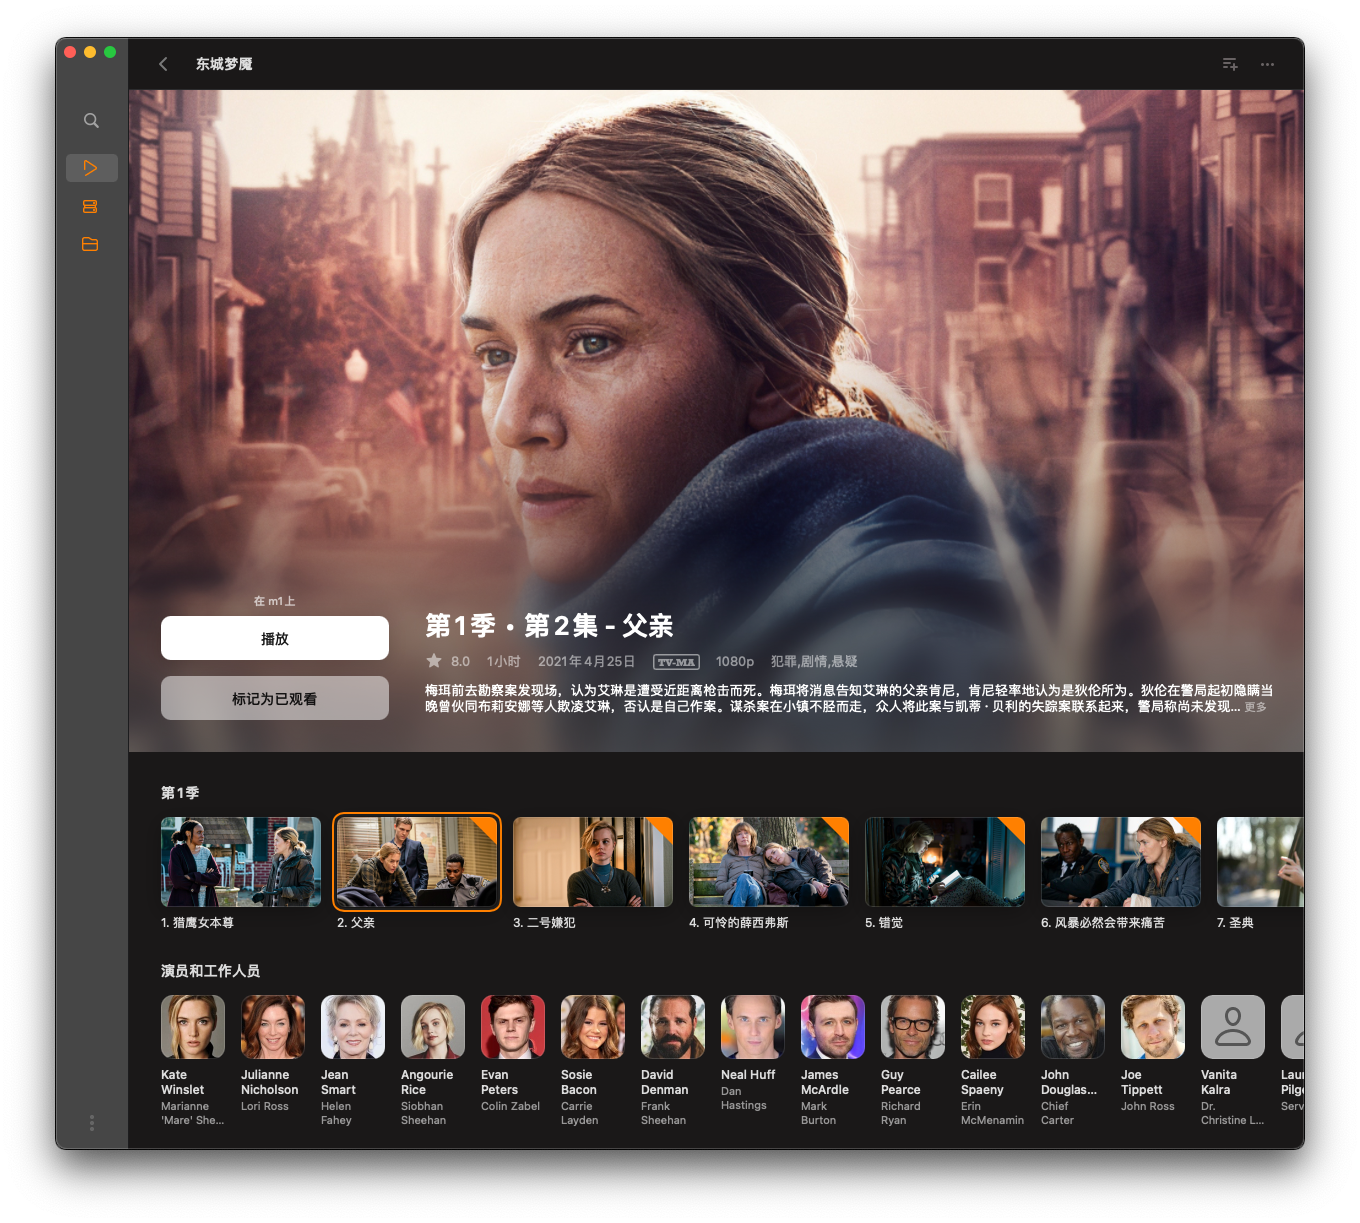 东城梦魇
在 m1 上
播放
标记为已观看
第 1 季 • 第 2 集 - 父亲
8.0 1 小时 2021 年 4 月 25 日 TV-MA 1080p 犯罪,剧情,悬疑
梅珥前去勘察案发现场，认为艾琳是遭受近距离枪击而死。梅珥将消息告知艾琳的父亲肯尼，肯尼轻率地认为是狄伦所为。狄伦在警局起初隐瞒当
晚曾伙同布莉安娜等人欺凌艾琳，否认是自己作案。谋杀案在小镇不胫而走，众人将此案与凯蒂 · 贝利的失踪案联系起来，警局称尚未发现... 更多
第 1 季
1. 猎鹰女本尊
2. 父亲
3. 二号嫌犯
4. 可怜的薛西弗斯
5. 错觉
6. 风暴必然会带来痛苦
7. 圣典
演员和工作人员
Kate
Winslet
Marianne
'Mare' She...
Julianne
Nicholson
Lori Ross
Jean
Smart
Helen
Fahey
Angourie
Rice
Siobhan
Sheehan
Evan
Peters
Colin Zabel
Sosie
Bacon
Carrie
Layden
David
Denman
Frank
Sheehan
Neal Huff
Dan
Hastings
James
McArdle
Mark
Burton
Guy
Pearce
Richard
Ryan
Cailee
Spaeny
Erin
McMenamin
John
Douglas...
Chief
Carter
Joe
Tippett
John Ross
Vanita
Kalra
Dr.
Christine L...